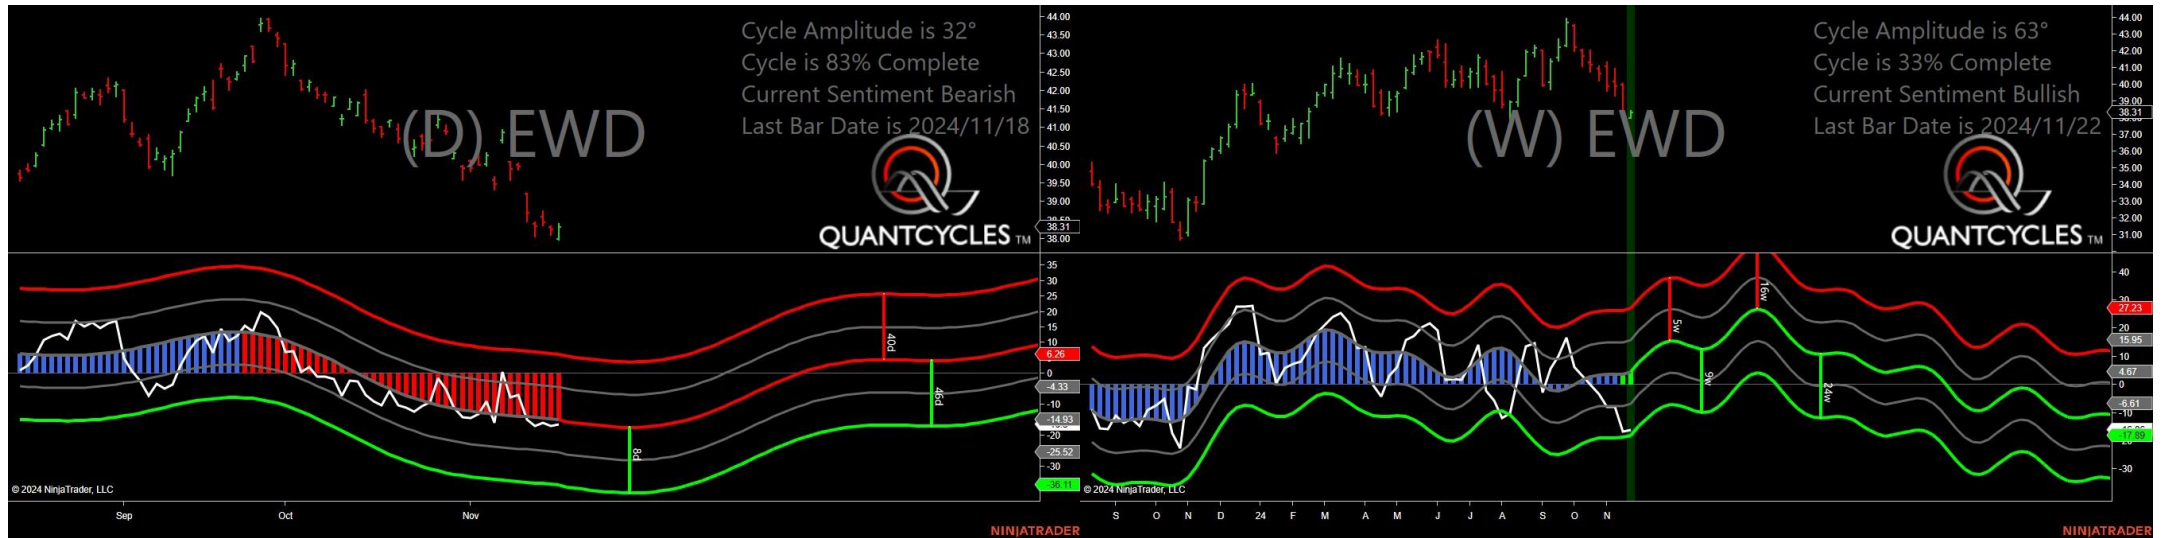 Cycle Amplitude is 32°
Cycle is 83% Complete
Current Sentiment Bearish
Last Bar Date is 2024/11/18
(D) EWD
QUANTCYCLES TM
44.00
43.50
43.00
42.50
42.00
41.50
41.00
40.50
40.00
39.50
39.00
38.50
38.31
38.00
35
30
25
20
15
10
6.26
0
-4.33
-10
-14.93
-20
-25.52
-30
-36.11
40d
46d
8d
© 2024 NinjaTrader, LLC
Sep Oct Nov
NINJATRADER
Cycle Amplitude is 63°
Cycle is 33% Complete
Current Sentiment Bullish
Last Bar Date is 2024/11/22
(W) EWD
QUANTCYCLES TM
44.00
43.00
42.00
41.00
40.00
39.00
38.31
37.00
36.00
35.00
34.00
33.00
32.00
31.00
40
30
27.23
20
15.95
10
4.67
0
-6.61
-10
-17.89
-30
5w
16w
9w
24w
© 2024 NinjaTrader, LLC
S O N D 24 F M A M J J A S O N
NINJATRADER